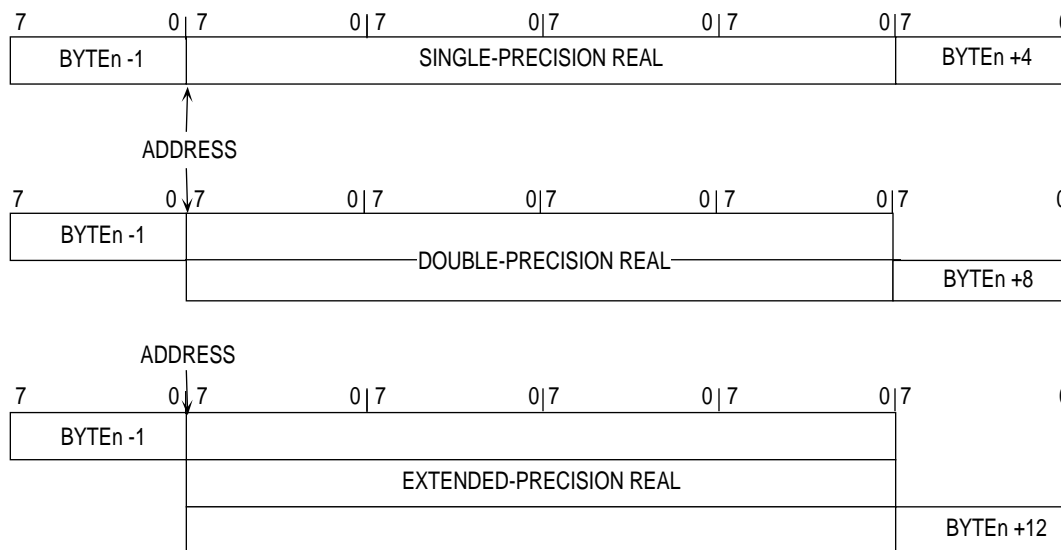 7 0 7 0 7 0 7 0 7 0 7 0
BYTEn -1 SINGLE-PRECISION REAL BYTEn +4
ADDRESS
7 0 7 0 7 0 7 0 7 0 7 0
BYTEn -1
DOUBLE-PRECISION REAL
BYTEn +8
ADDRESS
7 0 7 0 7 0 7 0 7 0 7 0
BYTEn -1
EXTENDED-PRECISION REAL
BYTEn +12